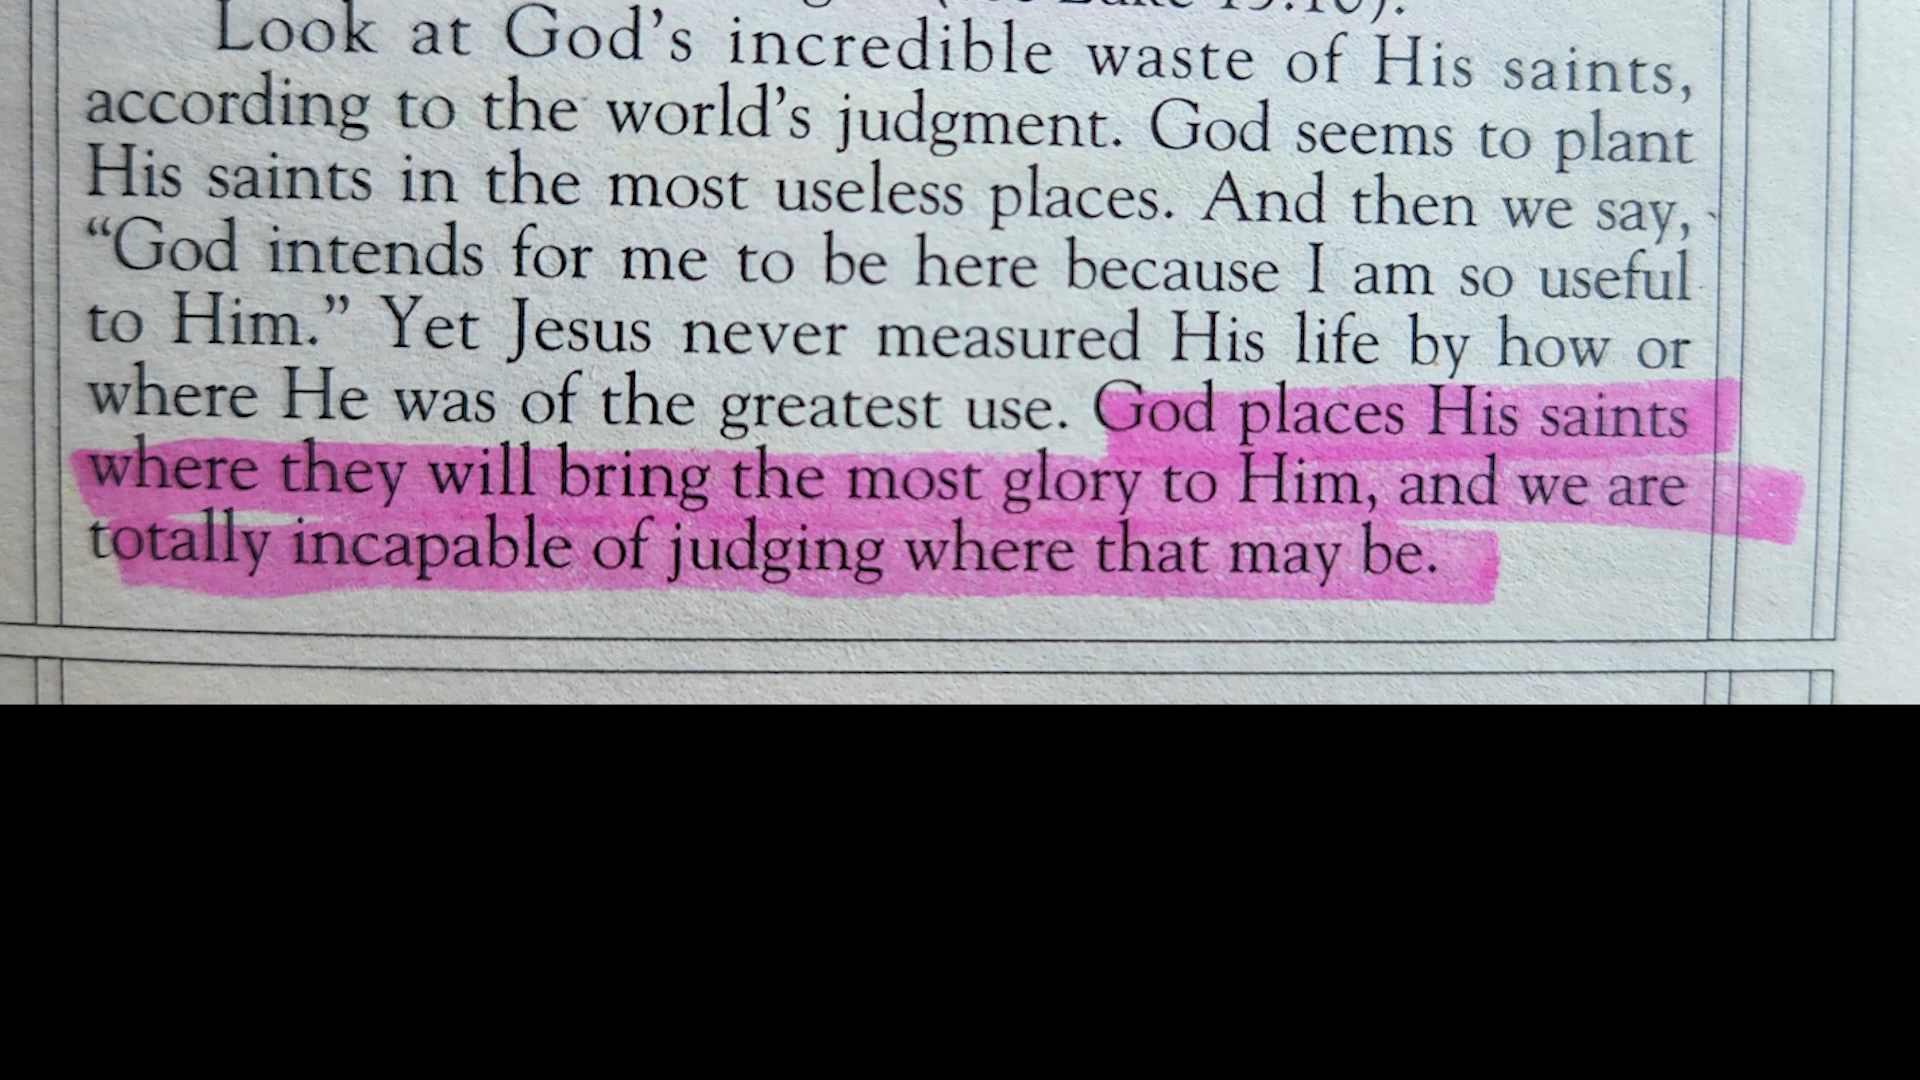 Look at God's incredible waste of His saints,
according to the world's judgment. God seems to plant
His saints in the most useless places. And then we say,
“God intends for me to be here because I am so useful
to Him.” Yet Jesus never measured His life by how or
where He was of the greatest use. God places His saints
where they will bring the most glory to Him, and we are
totally incapable of judging where that may be.